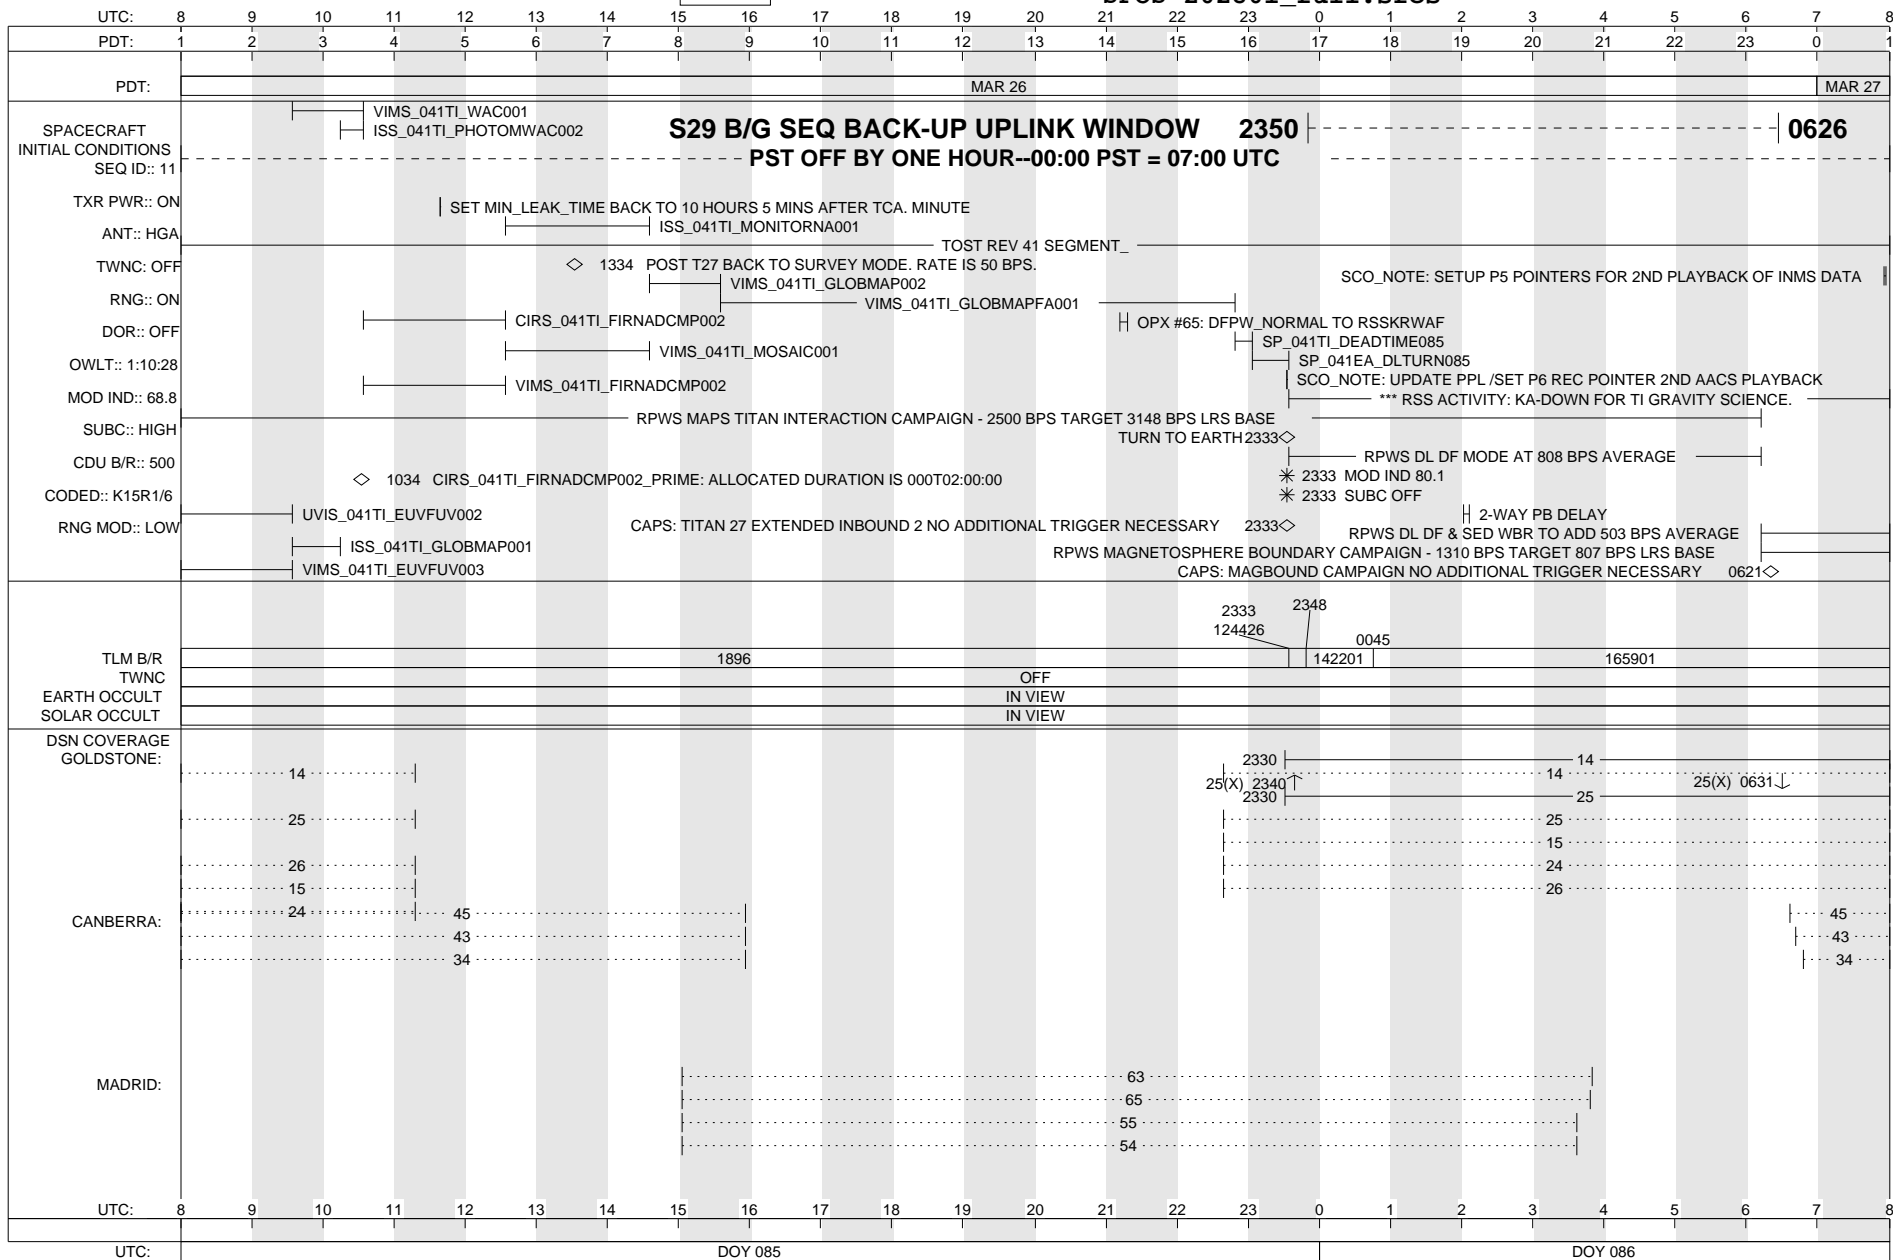 UTC: 8 9 10 11 12 13 14 15 16 17 18 19 20 21 22 23 0 1 2 3 4 5 6 7 8
PDT: 1 2 3 4 5 6 7 8 9 10 11 12 13 14 15 16 17 18 19 20 21 22 23 0 1
PDT: MAR 26 MAR 27
VIMS_041TI_WAC001
SPACECRAFT INITIAL CONDITIONS
ISS_041TI_PHOTOMWAC002
S29 B/G SEQ BACK-UP UPLINK WINDOW 2350 0626
PST OFF BY ONE HOUR--00:00 PST = 07:00 UTC
SEQ ID:: 11
TXR PWR:: ON
SET MIN_LEAK_TIME BACK TO 10 HOURS 5 MINS AFTER TCA. MINUTE
ISS_041TI_MONITORNA001
ANT:: HGA
TOST REV 41 SEGMENT_
TWNC: OFF
1334 POST T27 BACK TO SURVEY MODE. RATE IS 50 BPS.
SCO_NOTE: SETUP P5 POINTERS FOR 2ND PLAYBACK OF INMS DATA
VIMS_041TI_GLOBMAP002
RNG:: ON
VIMS_041TI_GLOBMAPFA001
CIRS_041TI_FIRNADCMP002
OPX #65: DFPW_NORMAL TO RSSKRWAF
DOR:: OFF
SP_041TI_DEADTIME085
VIMS_041TI_MOSAIC001
SP_041EA_DLTURN085
OWLT:: 1:10:28
SCO_NOTE: UPDATE PPL /SET P6 REC POINTER 2ND AACS PLAYBACK
VIMS_041TI_FIRNADCMP002
MOD IND:: 68.8
*** RSS ACTIVITY: KA-DOWN FOR TI GRAVITY SCIENCE.
RPWS MAPS TITAN INTERACTION CAMPAIGN - 2500 BPS TARGET 3148 BPS LRS BASE
SUBC:: HIGH
TURN TO EARTH 2333
RPWS DL DF MODE AT 808 BPS AVERAGE
CDU B/R:: 500
1034 CIRS_041TI_FIRNADCMP002_PRIME: ALLOCATED DURATION IS 000T02:00:00
2333 MOD IND 80.1
CODED:: K15R1/6
2333 SUBC OFF
UVIS_041TI_EUVFUV002
2-WAY PB DELAY
RNG MOD:: LOW
CAPS: TITAN 27 EXTENDED INBOUND 2 NO ADDITIONAL TRIGGER NECESSARY 2333
RPWS DL DF & SED WBR TO ADD 503 BPS AVERAGE
ISS_041TI_GLOBMAP001
RPWS MAGNETOSPHERE BOUNDARY CAMPAIGN - 1310 BPS TARGET 807 BPS LRS BASE
VIMS_041TI_EUVFUV003
CAPS: MAGBOUND CAMPAIGN NO ADDITIONAL TRIGGER NECESSARY 0621
2333 2348
124426
0045
TLM B/R 1896 142201 165901
TWNC OFF
EARTH OCCULT IN VIEW
SOLAR OCCULT IN VIEW
DSN COVERAGE
GOLDSTONE: 2330 14
14 14
25(X) 2340 25(X) 0631
2330 25
25 25
15
26 24
15 26
24
CANBERRA: 45 45
43 43
34 34
MADRID: 63
65
55
54
UTC: 8 9 10 11 12 13 14 15 16 17 18 19 20 21 22 23 0 1 2 3 4 5 6 7 8
UTC: DOY 085 DOY 086